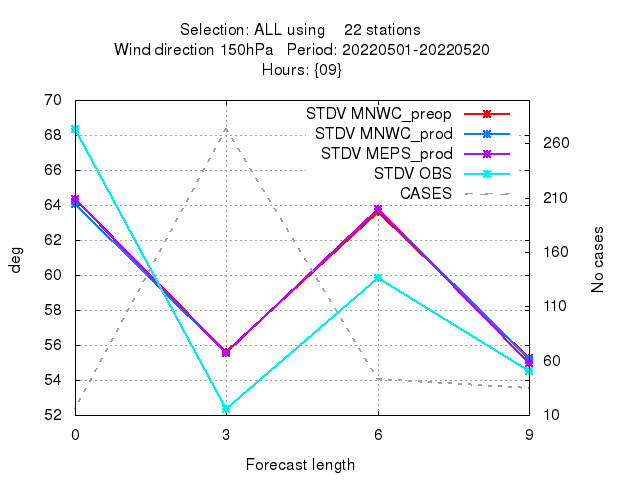 Selection: ALL using    22 stations
Wind direction 150hPa   Period: 20220501-20220520
Hours: {09}
STDV MNWC_preop
STDV MNWC_prod
STDV MEPS_prod
STDV OBS
CASES
70
68
66
64
62
60
58
56
54
52
deg
260
210
160
110
60
10
No cases
0 3 6 9
Forecast length